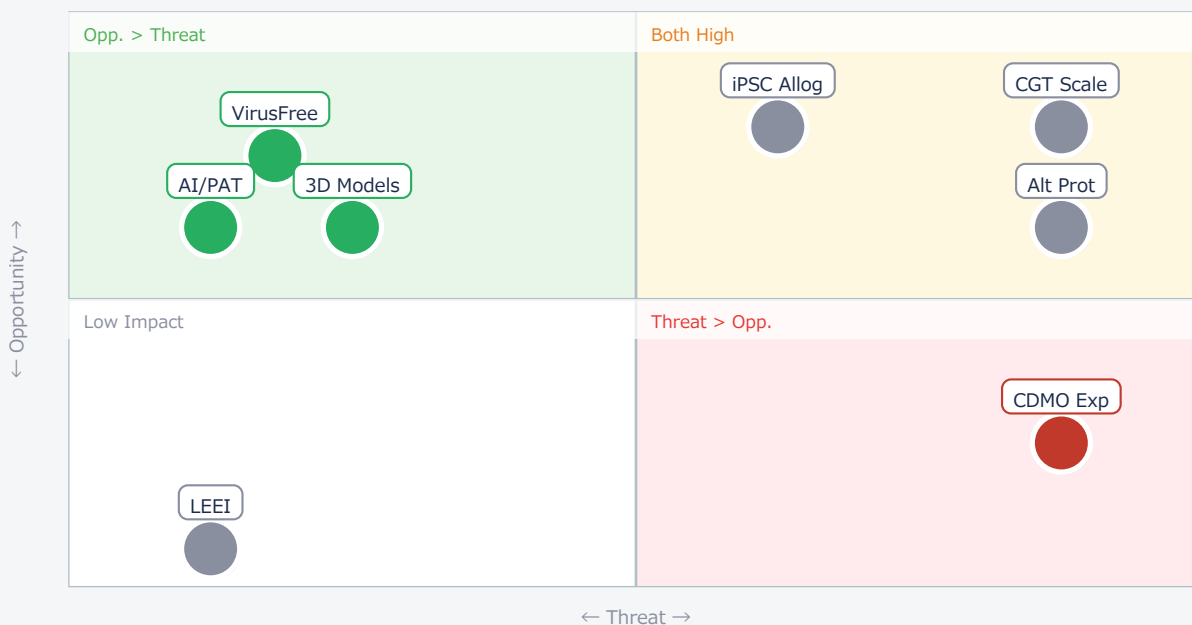 Opp. > Threat
Both High
iPSC Allog
CGT Scale
VirusFree
AI/PAT
3D Models
Alt Prot
← Opportunity →
Low Impact
Threat > Opp.
CDMO Exp
LEEI
← Threat →